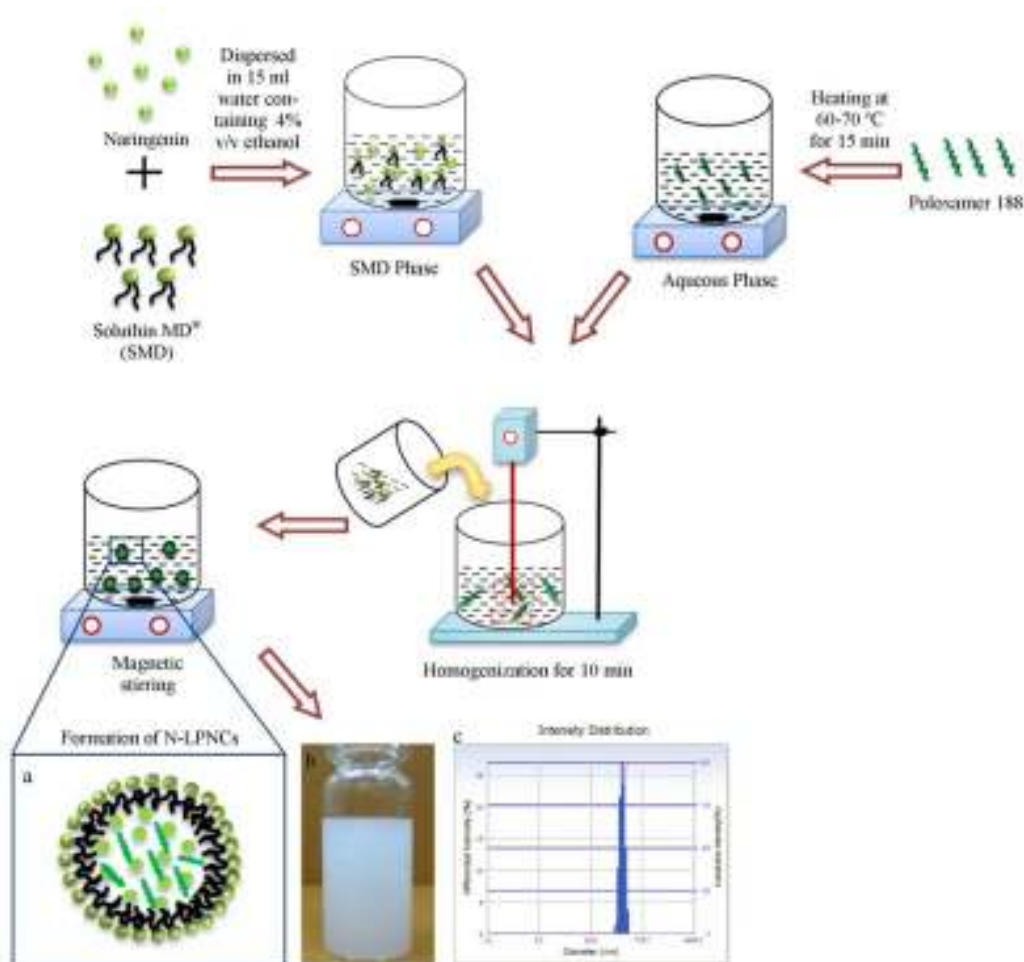 Naringenin
+
Dispersed
in 15 ml
water con-
taining 4%
v/v ethanol
Heating at
60-70 °C
for 15 min
Poloxamer 188
SMD Phase
Aqueous Phase
Soluthin MD®
(SMD)
Magnetic
stirring
Homogenization for 10 min
Formation of N-LPNCs
a
b
c
Intensity Distribution
Differential Intensity (%)
Diameter (nm)